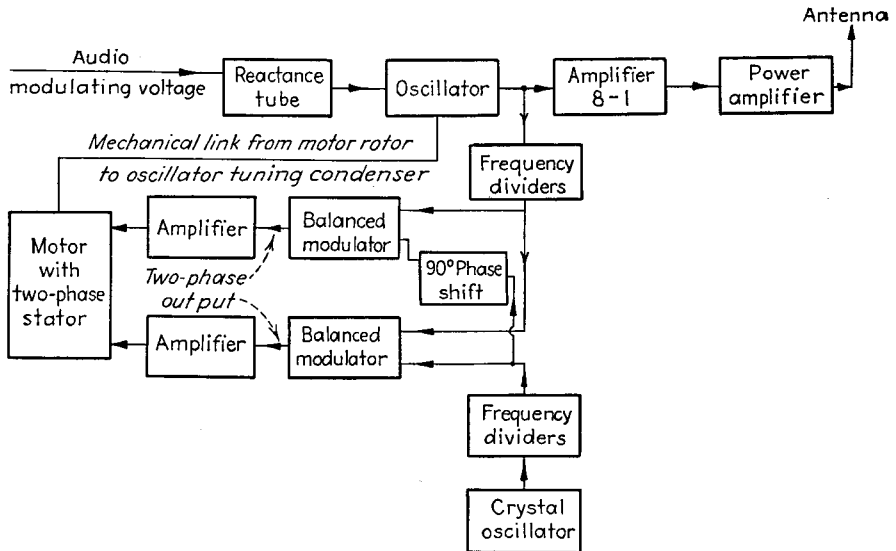 Antenna
Audio
modulating voltage
Reactance
tube
Oscillator
Amplifier
8-1
Power
amplifier
Mechanical link from motor rotor
to oscillator tuning condenser
Frequency
dividers
Motor
with
two-phase
stator
Amplifier
Balanced
modulator
90° Phase
shift
Two-phase
out put
Amplifier
Balanced
modulator
Frequency
dividers
Crystal
oscillator